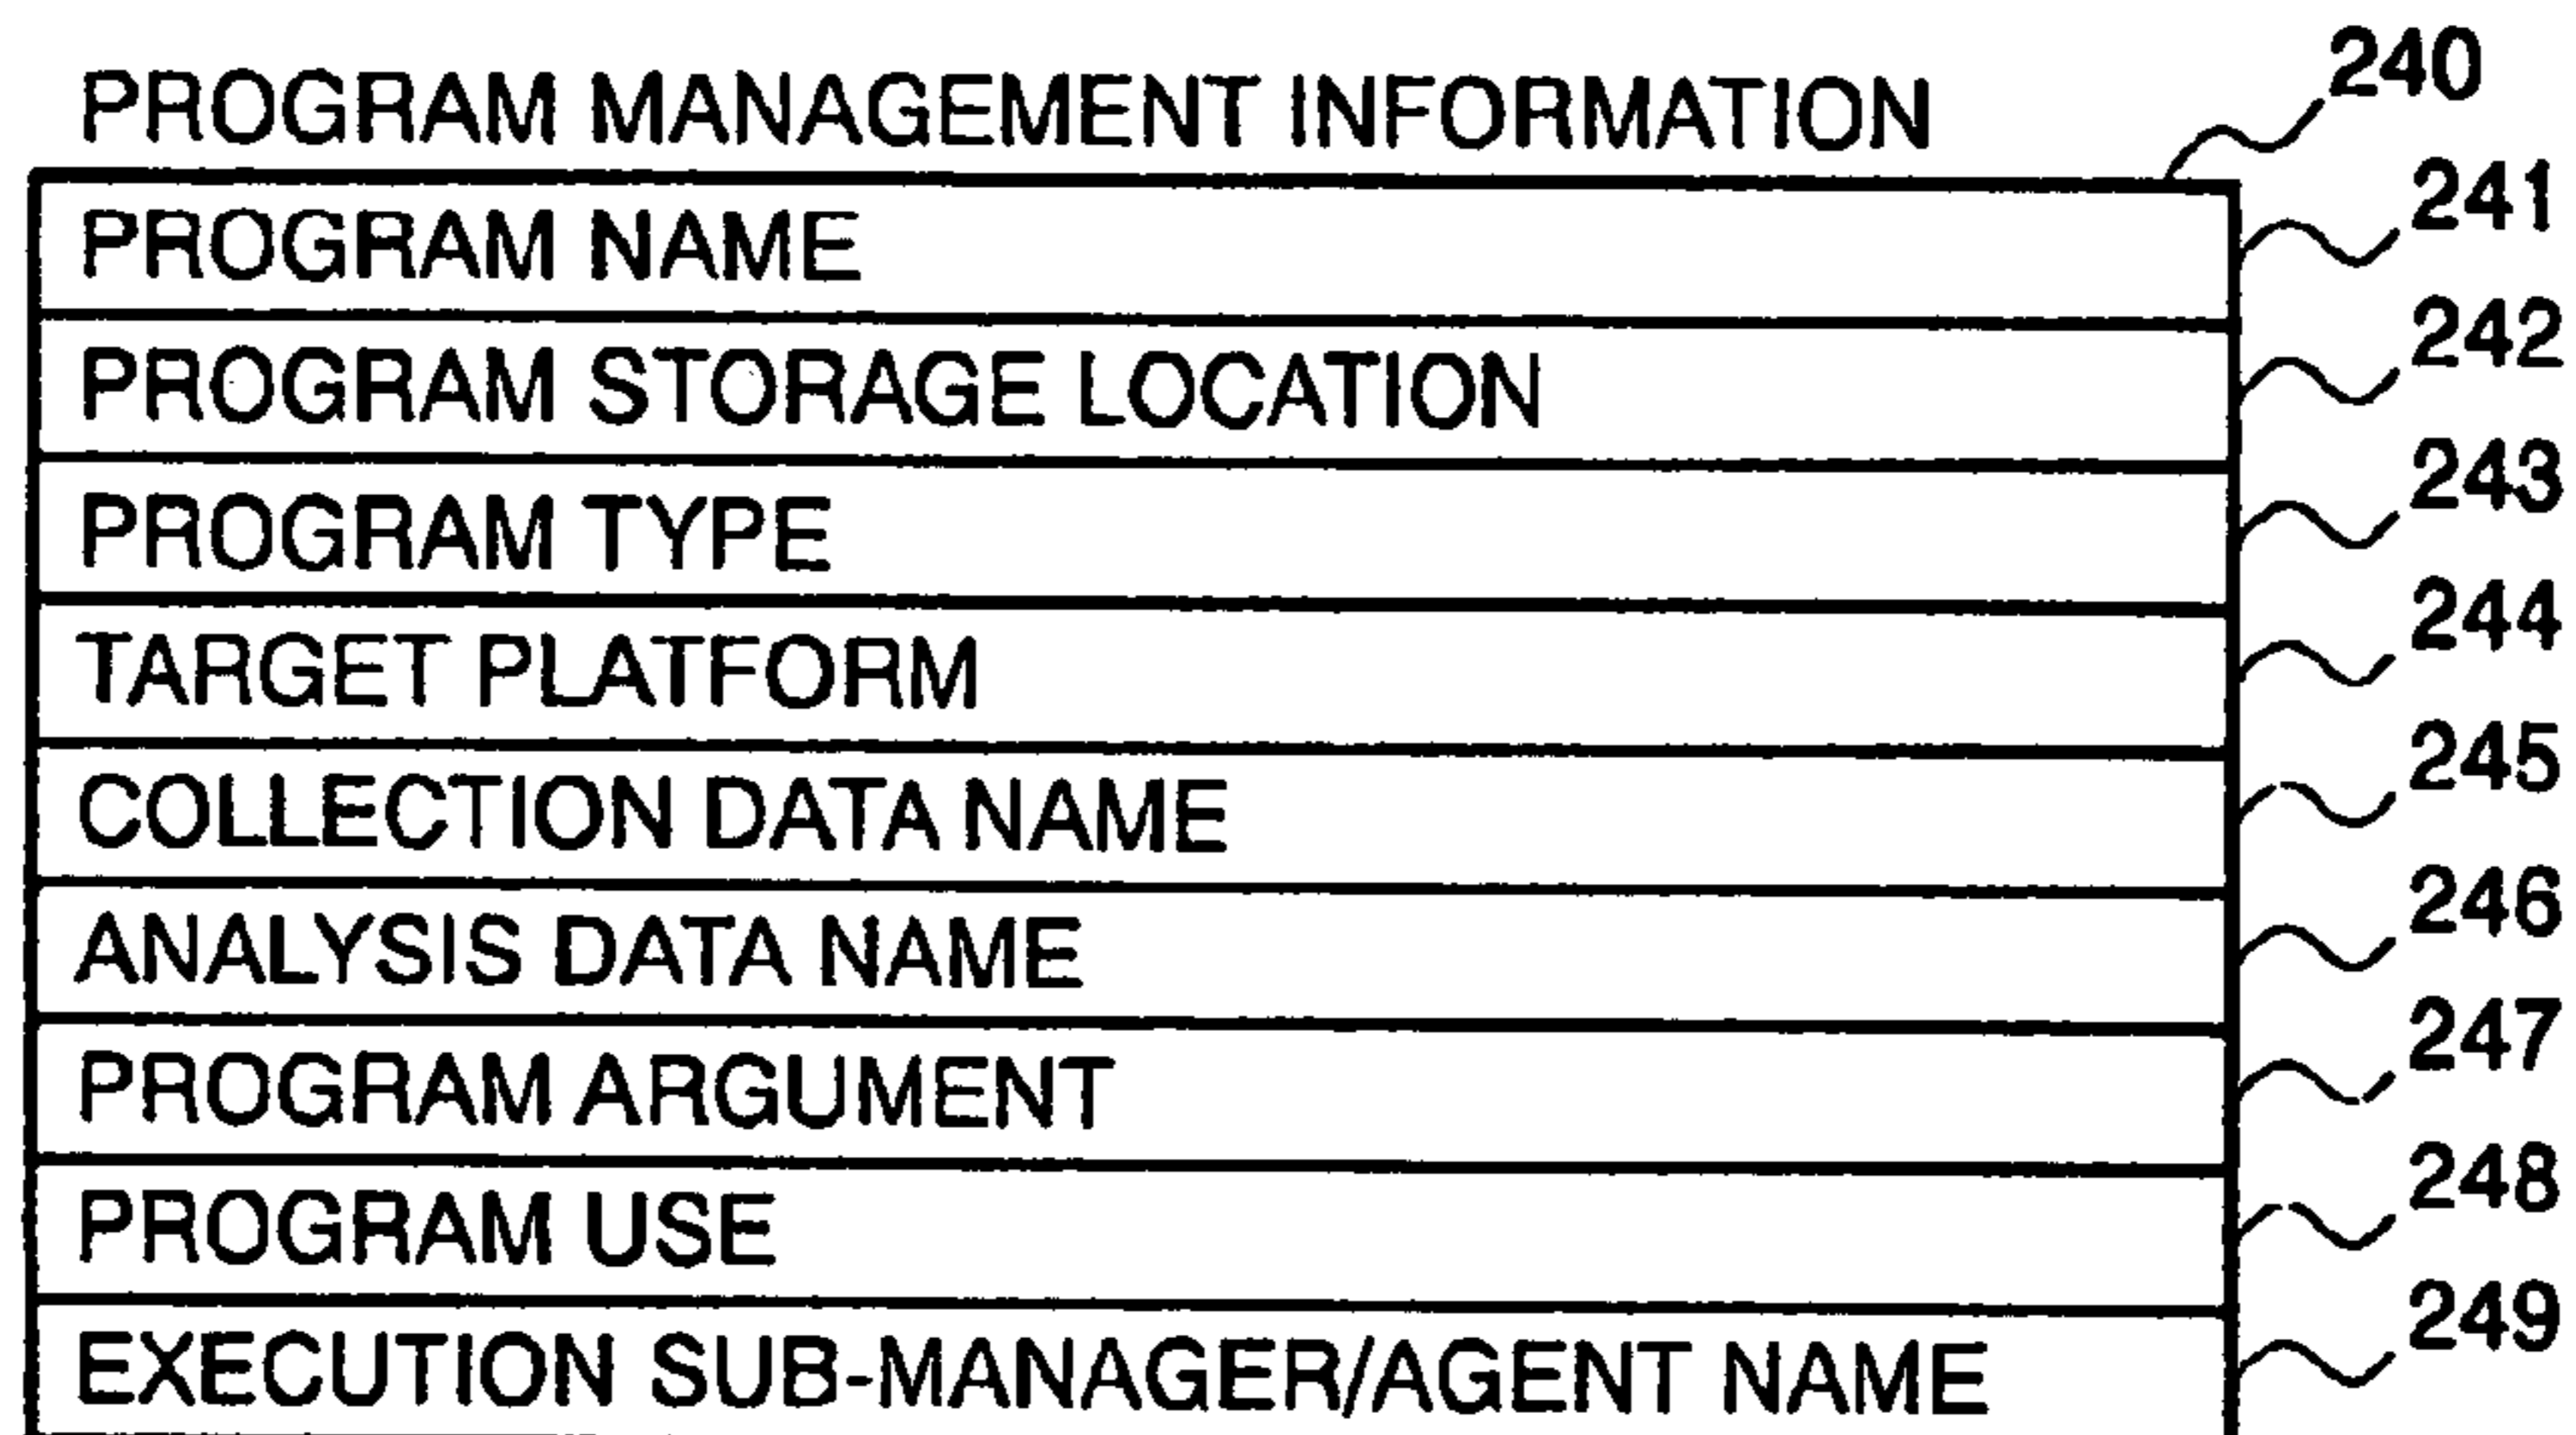 PROGRAM MANAGEMENT INFORMATION 240
PROGRAM NAME 241
PROGRAM STORAGE LOCATION 242
PROGRAM TYPE 243
TARGET PLATFORM 244
COLLECTION DATA NAME 245
ANALYSIS DATA NAME 246
PROGRAM ARGUMENT 247
PROGRAM USE 248
EXECUTION SUB-MANAGER/AGENT NAME 249